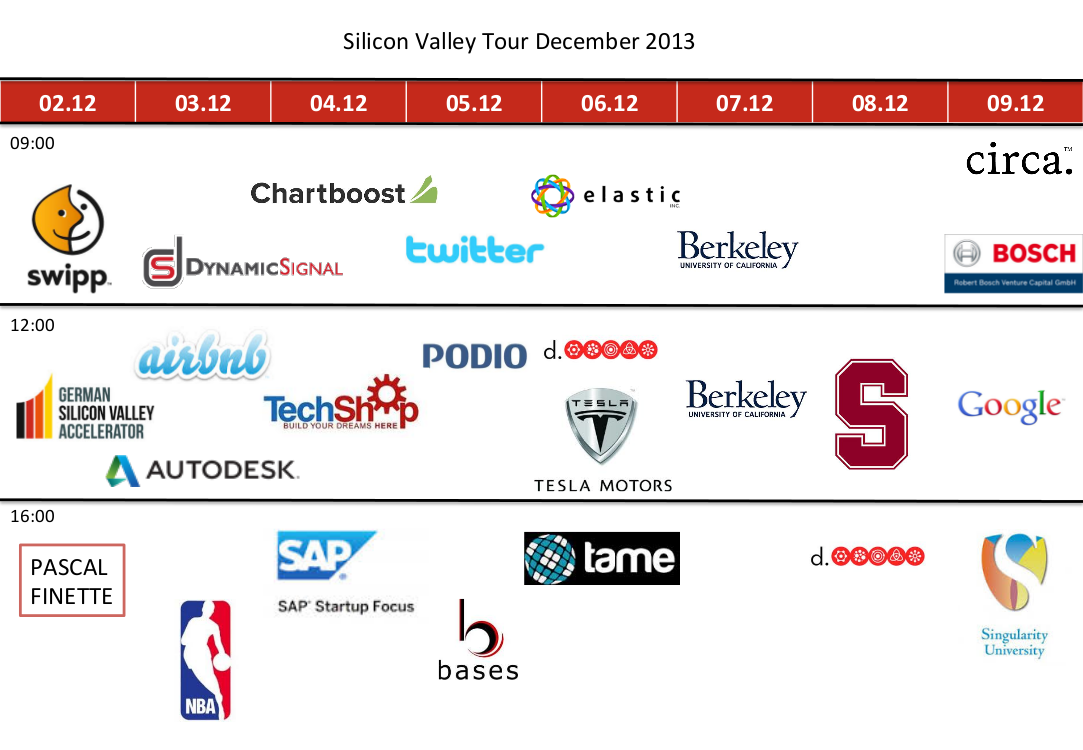 Silicon Valley Tour December 2013
02.12 03.12 04.12 05.12 06.12 07.12 08.12 09.12
09:00
circa.™
swipp™
Chartboost
DYNAMICSIGNAL
twitter
elastic
INC.
Berkeley
UNIVERSITY OF CALIFORNIA
BOSCH
Robert Bosch Venture Capital GmbH
12:00
GERMAN
SILICON VALLEY
ACCELERATOR
airbnb
AUTODESK.
TechShop
BUILD YOUR DREAMS HERE
PODIO
d.
TESLA
TESLA MOTORS
Berkeley
UNIVERSITY OF CALIFORNIA
S
Google™
16:00
PASCAL
FINETTE
NBA
SAP®
SAP® Startup Focus
b
bases
tame
d.
Singularity
University